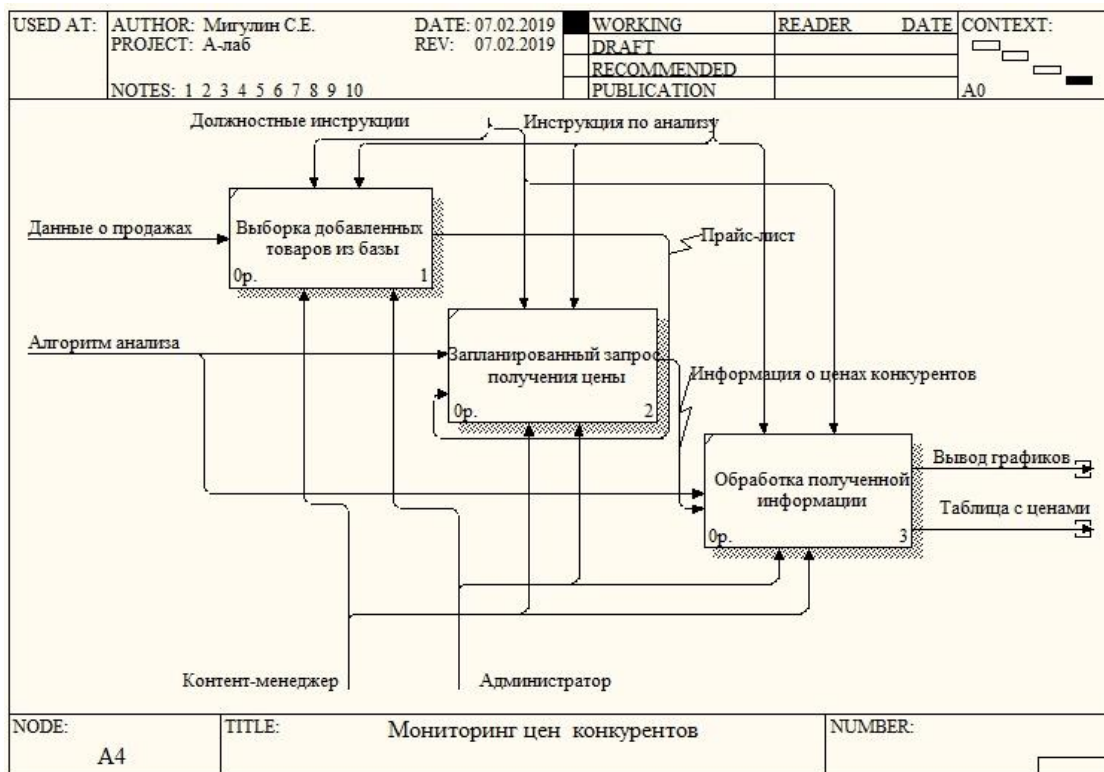 USED AT:
AUTHOR: Мигулин С.Е.
DATE: 07.02.2019
PROJECT: А-лаб
REV: 07.02.2019
NOTES: 1 2 3 4 5 6 7 8 9 10
WORKING
DRAFT
RECOMMENDED
PUBLICATION
READER DATE
CONTEXT:
A0
Должностные инструкции
Инструкция по анализу
Данные о продажах
Выборка добавленных
товаров из базы
0р. 1
Прайс-лист
Алгоритм анализа
Запланированный запрос
получения цены
0р. 2
Информация о ценах конкурентов
Обработка полученной
информации
0р. 3
Вывод графиков
Таблица с ценами
Контент-менеджер
Администратор
NODE:
A4
TITLE:
Мониторинг цен конкурентов
NUMBER: